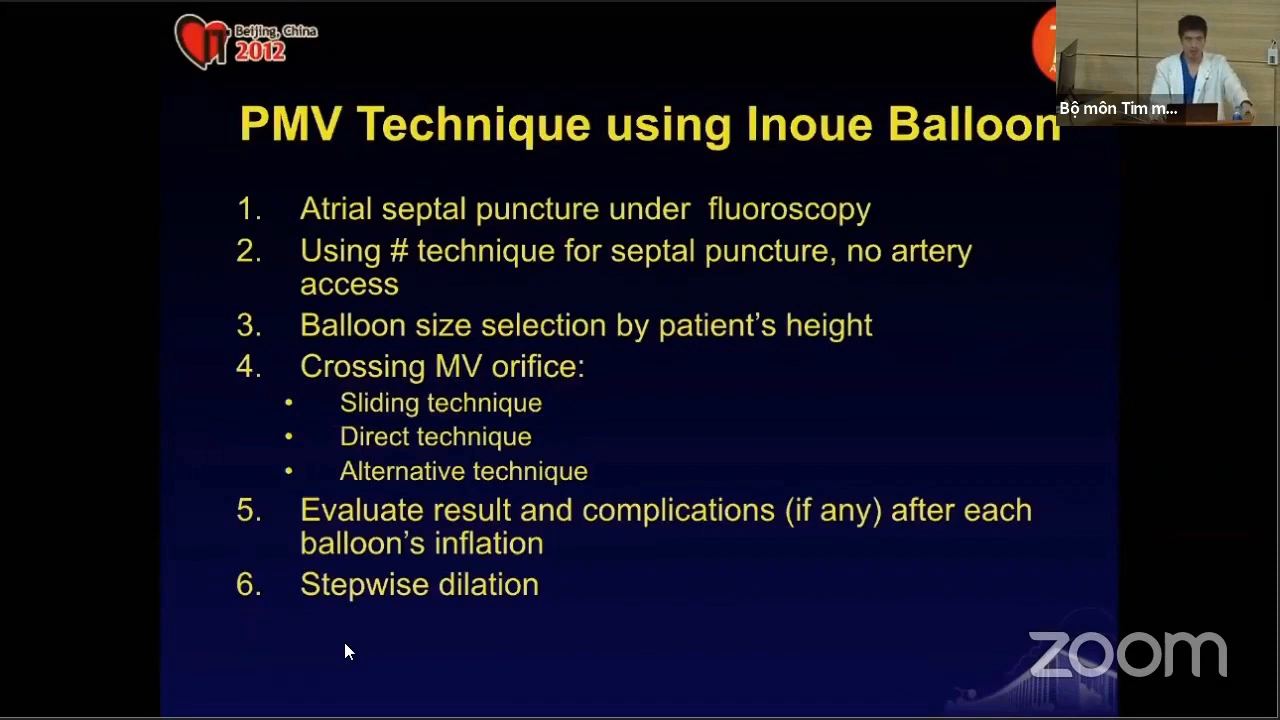 Beijing, China
IT 2012
Bộ môn Tim m...
PMV Technique using Inoue Balloon
1. Atrial septal puncture under fluoroscopy
2. Using # technique for septal puncture, no artery
access
3. Balloon size selection by patient's height
4. Crossing MV orifice:
• Sliding technique
• Direct technique
• Alternative technique
5. Evaluate result and complications (if any) after each
balloon's inflation
6. Stepwise dilation
zoom